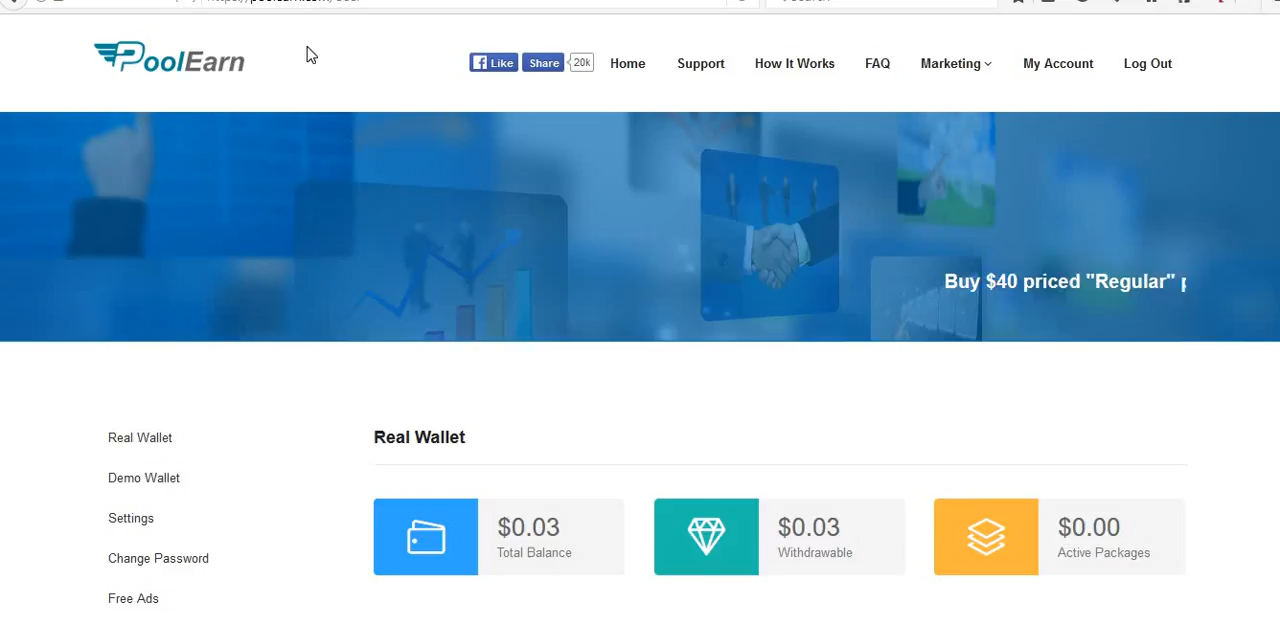 PoolEarn
Like Share 20k Home Support How It Works FAQ Marketing My Account Log Out
Buy $40 priced "Regular"
Real Wallet
Demo Wallet
Settings
Change Password
Free Ads
Real Wallet
$0.03
Total Balance
$0.03
Withdrawable
$0.00
Active Packages